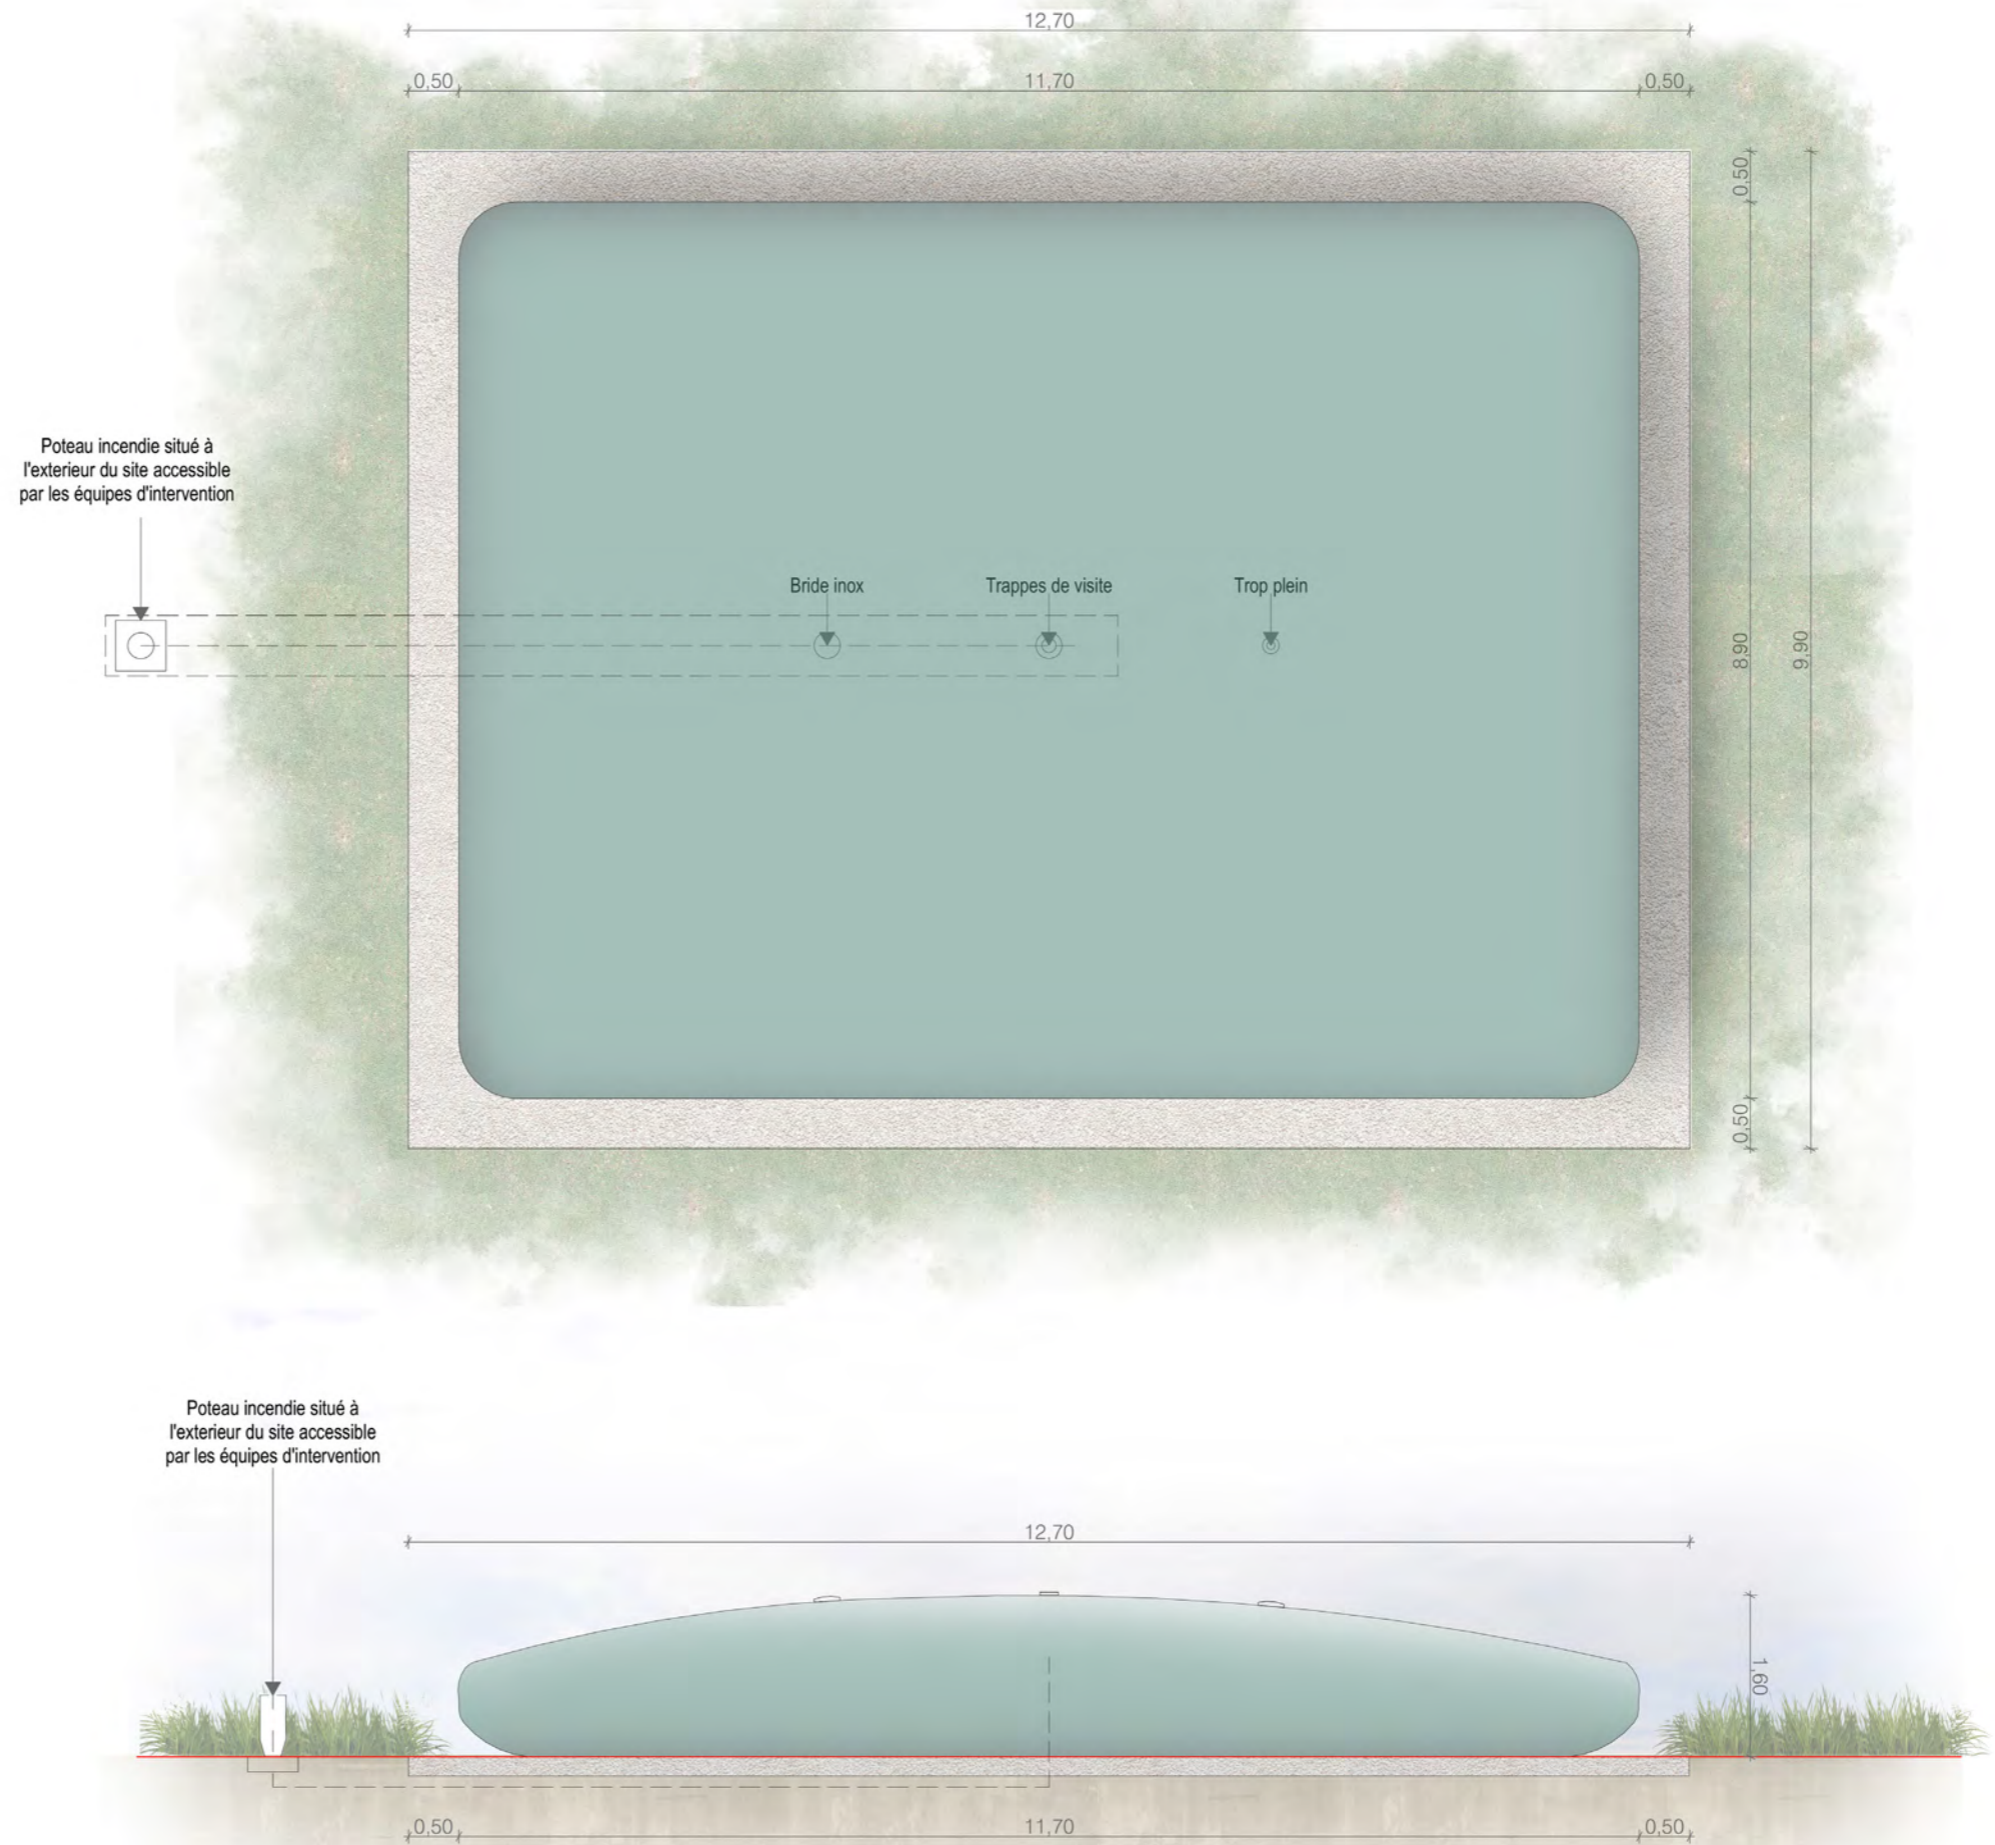 12,70
0,50
11,70
0,50
0,50
Poteau incendie situé à
l'exterieur du site accessible
par les équipes d'intervention
Bride inox
Trappes de visite
Trop plein
8,90
9,90
0,50
Poteau incendie situé à
l'exterieur du site accessible
par les équipes d'intervention
12,70
1,60
0,50
11,70
0,50